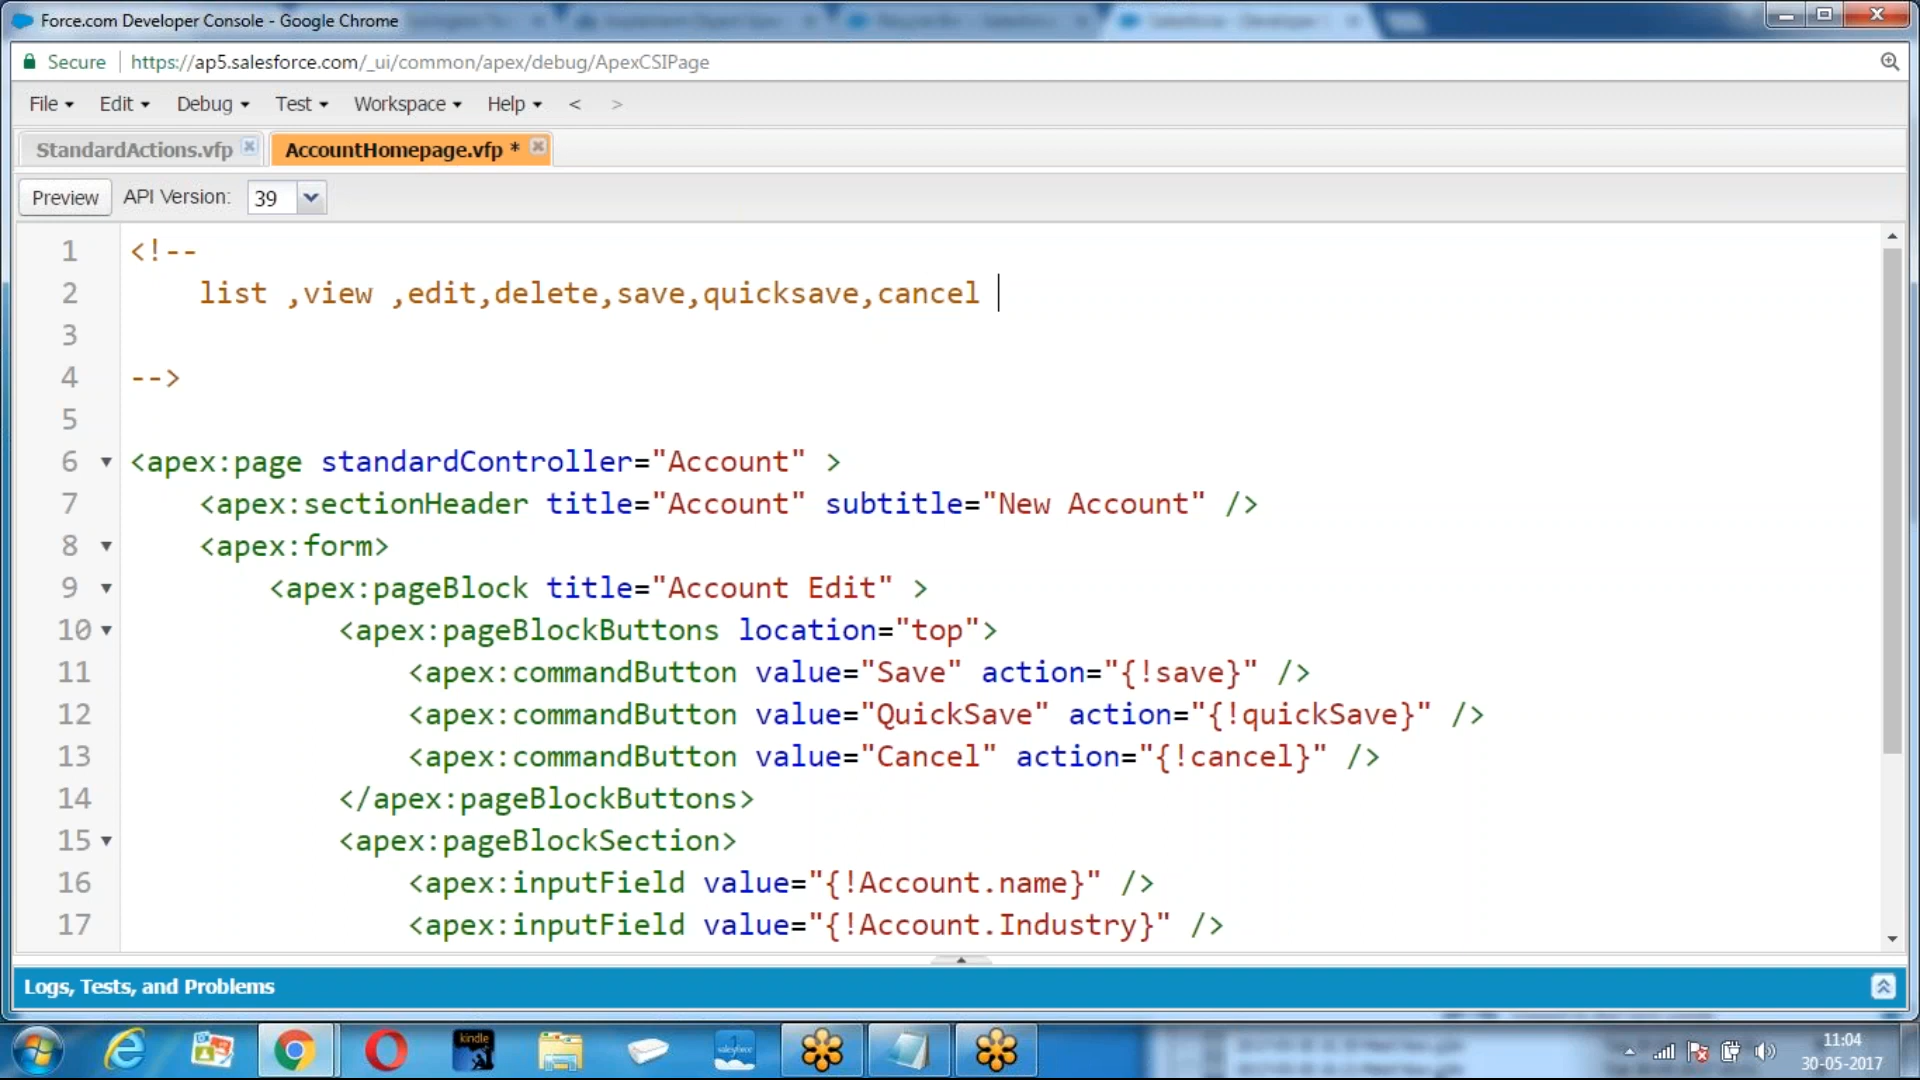 Force.com Developer Console - Google Chrome
Secure https://ap5.salesforce.com/_ui/common/apex/debug/ApexCSIPage
File Edit Debug Test Workspace Help < >
StandardActions.vfp AccountHomepage.vfp *
Preview API Version: 39
1 <!--
2 list ,view ,edit,delete,save,quicksave,cancel
3
4 -->
5
6 <apex:page standardController="Account" >
7 <apex:sectionHeader title="Account" subtitle="New Account" />
8 <apex:form>
9 <apex:pageBlock title="Account Edit" >
10 <apex:pageBlockButtons location="top">
11 <apex:commandButton value="Save" action="{!save}" />
12 <apex:commandButton value="QuickSave" action="{!quickSave}" />
13 <apex:commandButton value="Cancel" action="{!cancel}" />
14 </apex:pageBlockButtons>
15 <apex:pageBlockSection>
16 <apex:inputField value="{!Account.name}" />
17 <apex:inputField value="{!Account.Industry}" />
Logs, Tests, and Problems
kindle
salesforce
11:04
30-05-2017